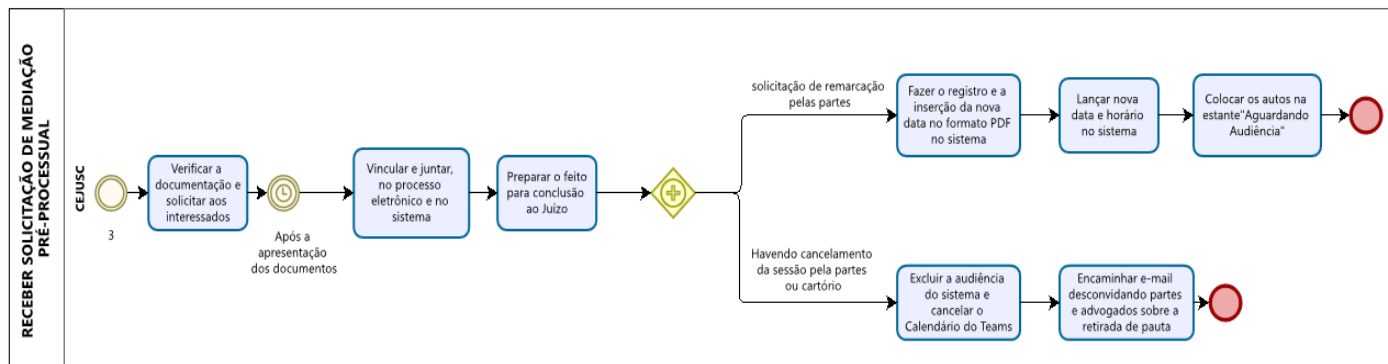 RECEBER SOLICITAÇÃO DE MEDIAÇÃO
PRÉ-PROCESSUAL
CEJUSC
3
Verificar a
documentação e
solicitar aos
interessados
Após a
apresentação
dos documentos
Vincular e juntar,
no processo
eletrônico e no
sistema
Preparar o feito
para conclusão
ao Juízo
solicitação de remarcação
pelas partes
Fazer o registro e a
inserção da nova
data no formato PDF
no sistema
Lançar nova
data e horário
no sistema
Colocar os autos na
estante"Aguardando
Audiência"
Havendo cancelamento
da sessão pela partes
ou cartório
Excluir a audiência
do sistema e
cancelar o
Calendário do Teams
Encaminhar e-mail
desconvidando partes
e advogados sobre a
retirada de pauta